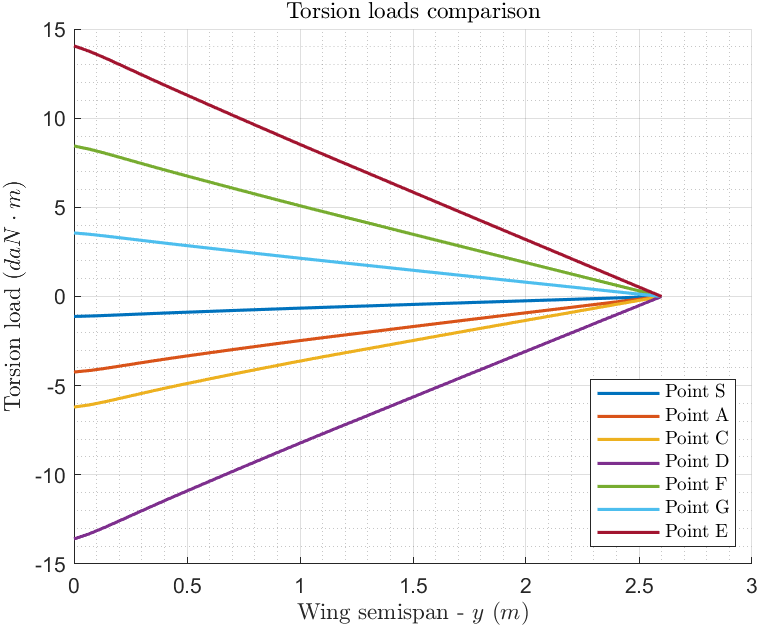 Torsion loads comparison
15
10
5
0
-5
-10
-15
Torsion load (daN · m)
0
0.5
1
1.5
2
2.5
3
Wing semispan - y (m)
Point S
Point A
Point C
Point D
Point F
Point G
Point E